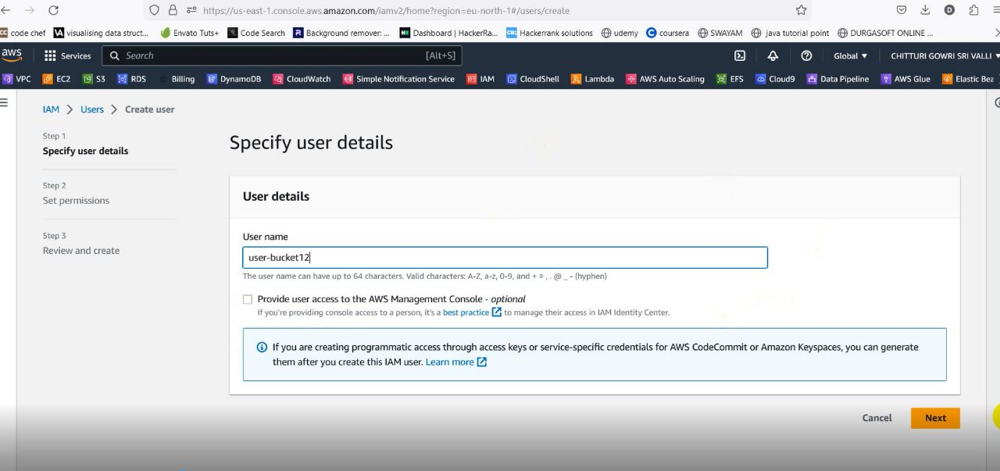 https://us-east-1.console.aws.amazon.com/iamv2/home?region=eu-north-1#/users/create
code chef visualising data struct... Envato Tuts+ Code Search Background remover: ... Dashboard | HackerRa... Hackerrank solutions udemy coursera SWAYAM java tutorial point DURGASOFT ONLINE ...
aws Services Search [Alt+S] Global CHITTURI GOWRI SRI VALLI
VPC EC2 S3 RDS Billing DynamoDB CloudWatch Simple Notification Service IAM CloudShell Lambda AWS Auto Scaling EFS Cloud9 Data Pipeline AWS Glue Elastic Bea
IAM > Users > Create user
Step 1
Specify user details
Step 2
Set permissions
Step 3
Review and create
Specify user details
User details
User name
user-bucket12
The user name can have up to 64 characters. Valid characters: A-Z, a-z, 0-9, and + = , . @ _ - (hyphen)
Provide user access to the AWS Management Console - optional
If you're providing console access to a person, it's a best practice to manage their access in IAM Identity Center.
If you are creating programmatic access through access keys or service-specific credentials for AWS CodeCommit or Amazon Keyspaces, you can generate
them after you create this IAM user. Learn more
Cancel Next